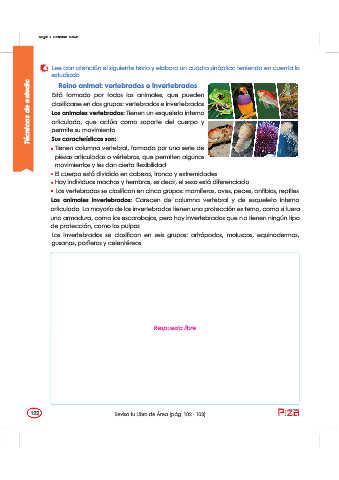 Lee con atención el siguiente texto y elabora un cuadro sinóptico teniendo en cuenta lo
estudiado
Técnicas de estudio
Reino animal: vertebrados e invertebrados
Está formado por todos los animales, que pueden
clasificarse en dos grupos: vertebrados e invertebrados
Los animales vertebrados: Tienen un esqueleto interno
articulado, que actúa como soporte del cuerpo y
permite su movimiento
Sus características son:
• Tienen columna vertebral, formada por una serie de
piezas articuladas o vértebras, que permiten algunos
movimientos y les dan cierta flexibilidad
• El cuerpo está dividido en cabeza, tronco y extremidades
• Hay individuos machos y hembras, es decir, el sexo está diferenciado
• Los vertebrados se clasifican en cinco grupos: mamíferos, aves, peces, anfibios, reptiles
Los animales invertebrados: Carecen de columna vertebral y de esqueleto interno
articulado. La mayoría de los invertebrados tienen una protección externa, como si fuera
una armadura, como los escarabajos, pero hay invertebrados que no tienen ningún tipo
de protección, como los pulpos
Los invertebrados se clasifican en seis grupos: artrópodos, moluscos, equinodermos,
gusanos, poríferos y celentéreos
Respuesta libre
122
Revisa tu Libro de Área (pág. 102 - 103)